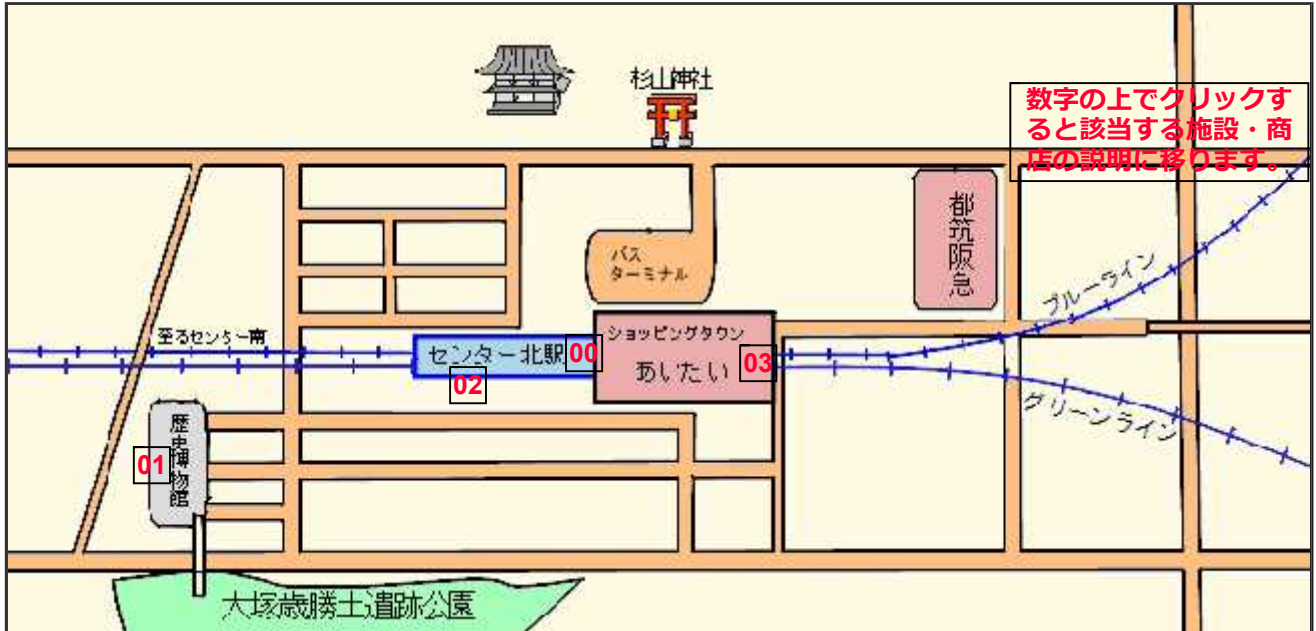 杉山神社
数字の上でクリックす
ると該当する施設・商
店の説明に移ります。
都筑阪急
バス
ターミナル
ブルーライン
至るセンター南
センター北駅
00
ショッピングタウン
あいたい
03
02
グリーンライン
歴史博物館
01
大塚歳勝土遺跡公園